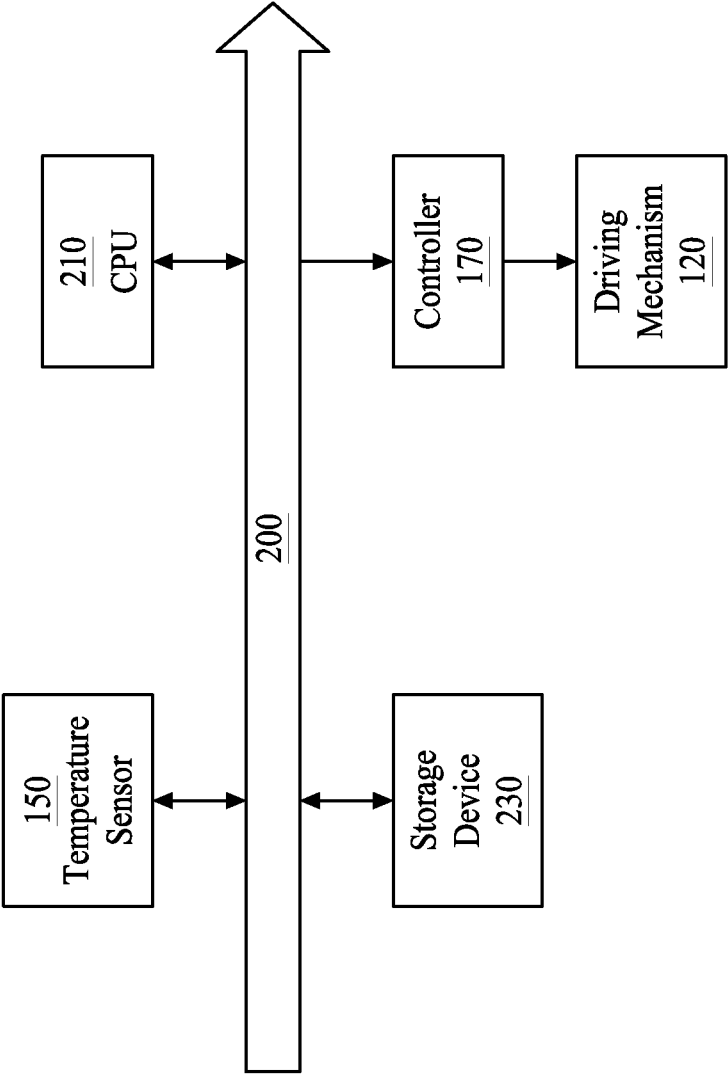 150
Temperature
Sensor
210
CPU
200
Storage
Device
230
Controller
170
Driving
Mechanism
120